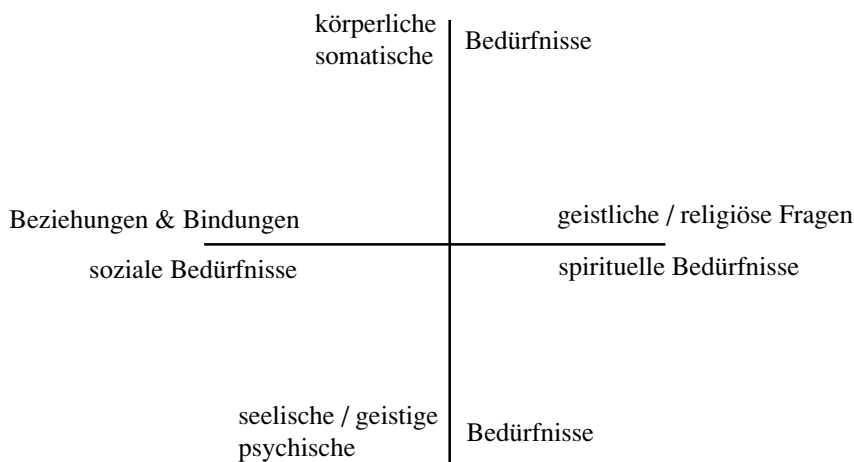 körperliche
somatische
Bedürfnisse
Beziehungen & Bindungen
geistliche / religiöse Fragen
soziale Bedürfnisse
spirituelle Bedürfnisse
seelische / geistige
psychische
Bedürfnisse